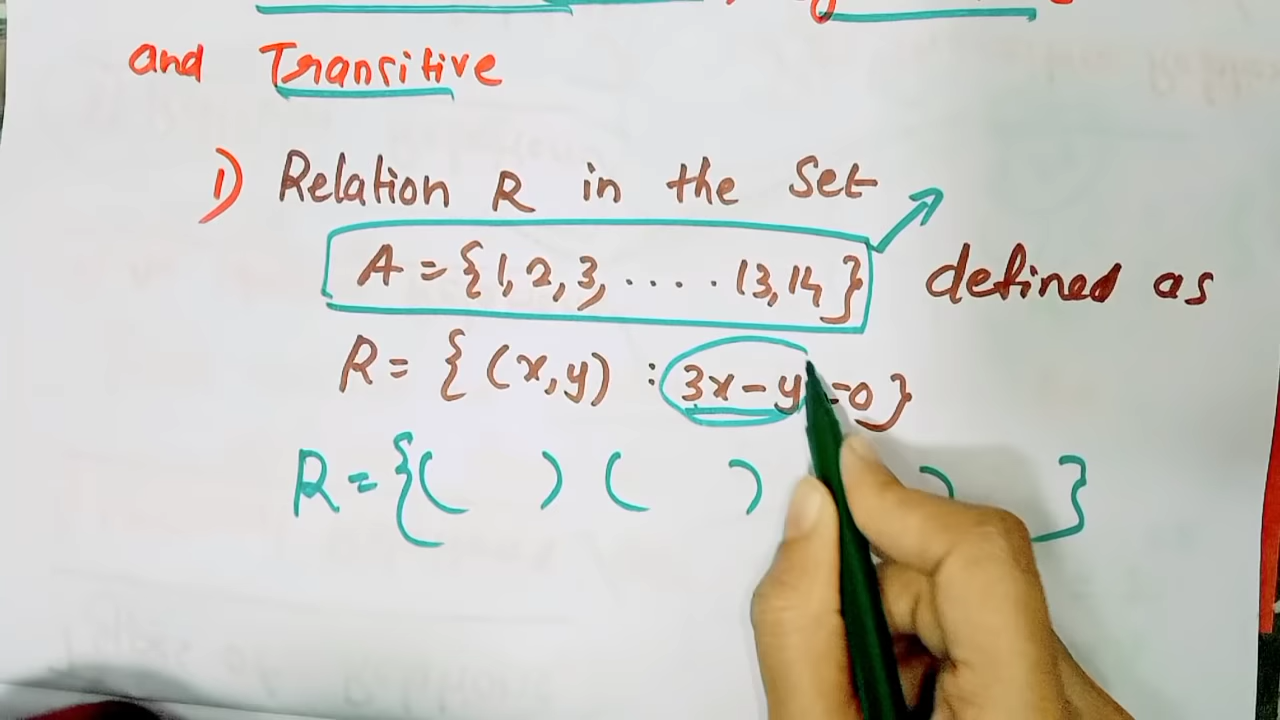 and Transitive
1) Relation R in the Set
A = {1, 2, 3, ..... 13, 14} defined as
R = { (x, y) : 3x - y = 0 }
R = {( ) ( ) ) }